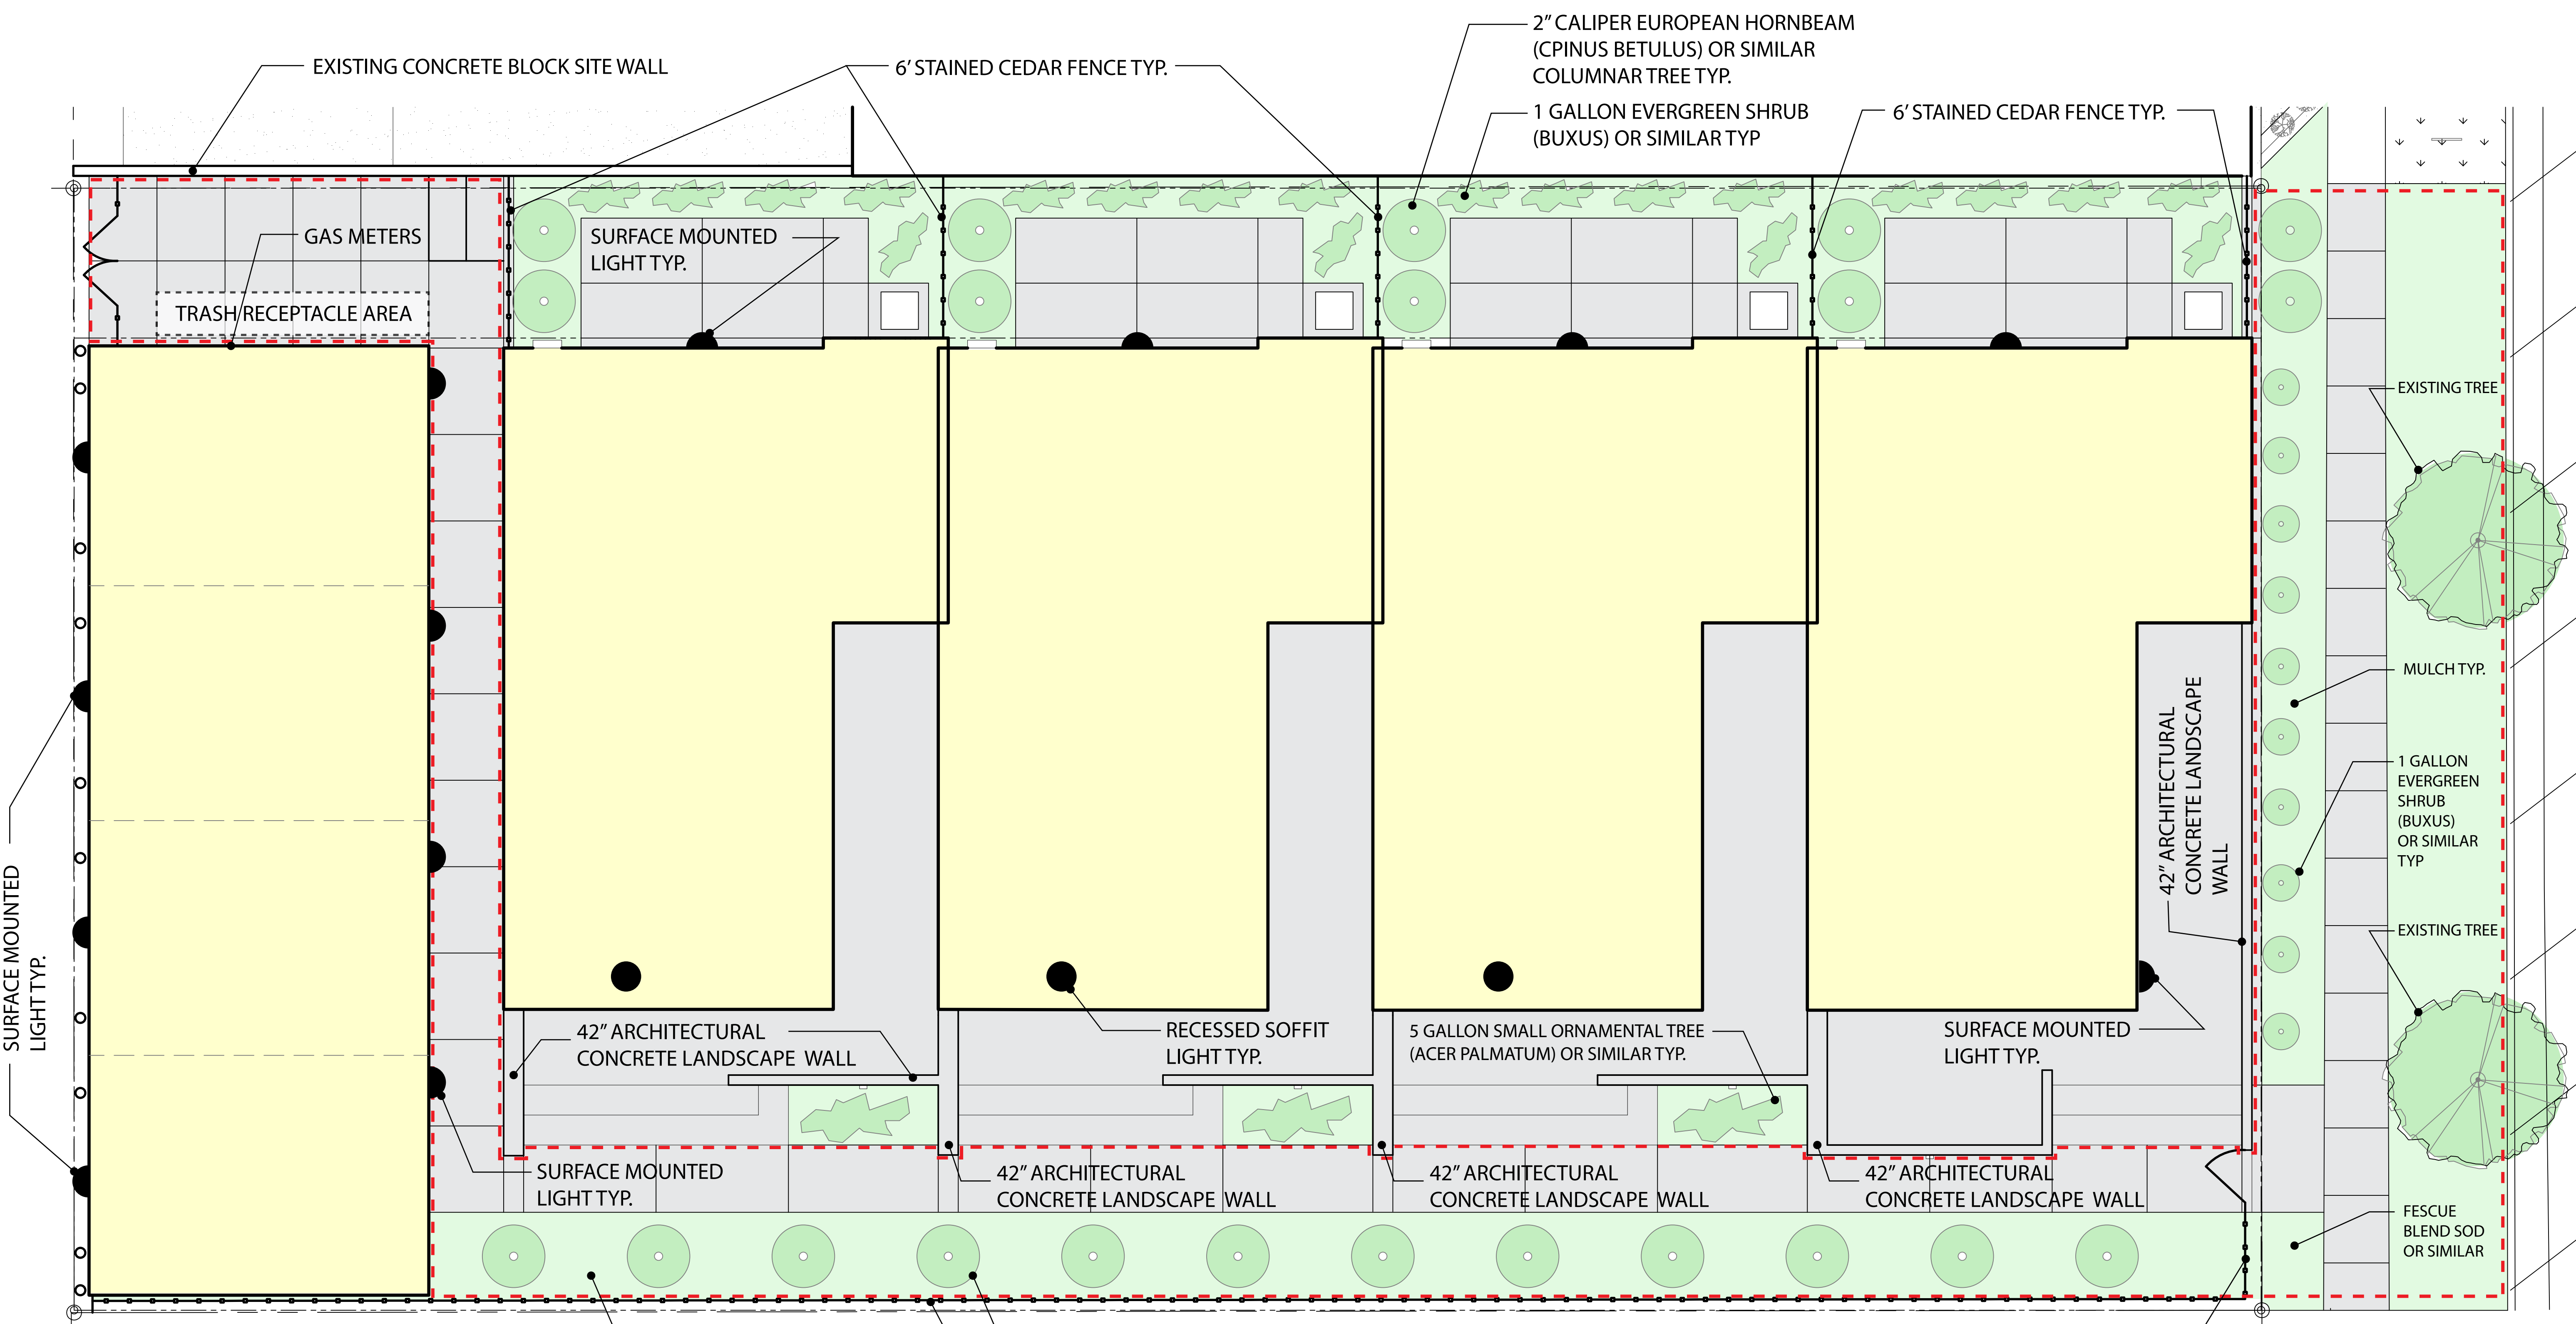 2” CALIPER EUROPEAN HORNBEAM
(CPINUS BETULUS) OR SIMILAR
COLUMNAR TREE TYP.
EXISTING CONCRETE BLOCK SITE WALL
6’ STAINED CEDAR FENCE TYP.
1 GALLON EVERGREEN SHRUB
(BUXUS) OR SIMILAR TYP
6’ STAINED CEDAR FENCE TYP.
GAS METERS
SURFACE MOUNTED
LIGHT TYP.
TRASH RECEPTACLE AREA
EXISTING TREE
MULCH TYP.
42” ARCHITECTURAL
CONCRETE LANDSCAPE
WALL
1 GALLON
EVERGREEN
SHRUB
(BUXUS)
OR SIMILAR
TYP
SURFACE MOUNTED
LIGHT TYP.
EXISTING TREE
42” ARCHITECTURAL
CONCRETE LANDSCAPE WALL
RECESSED SOFFIT
LIGHT TYP.
5 GALLON SMALL ORNAMENTAL TREE
(ACER PALMATUM) OR SIMILAR TYP.
SURFACE MOUNTED
LIGHT TYP.
SURFACE MOUNTED
LIGHT TYP.
42” ARCHITECTURAL
CONCRETE LANDSCAPE WALL
42” ARCHITECTURAL
CONCRETE LANDSCAPE WALL
42” ARCHITECTURAL
CONCRETE LANDSCAPE WALL
FESCUE
BLEND SOD
OR SIMILAR